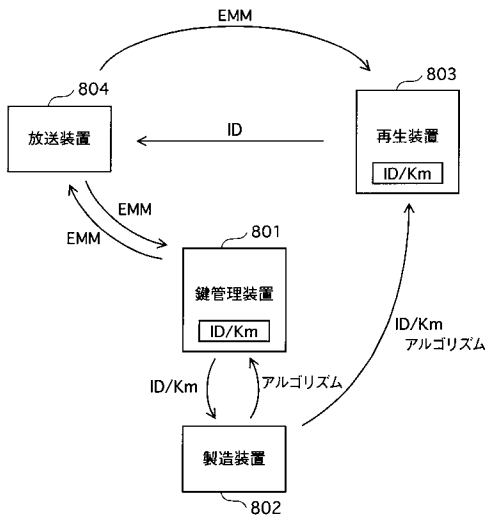 EMM
804
803
放送装置
再生装置
ID
ID/Km
EMM
EMM
801
鍵管理装置
ID/Km
ID/Km
アルゴリズム
ID/Km
アルゴリズム
製造装置
802